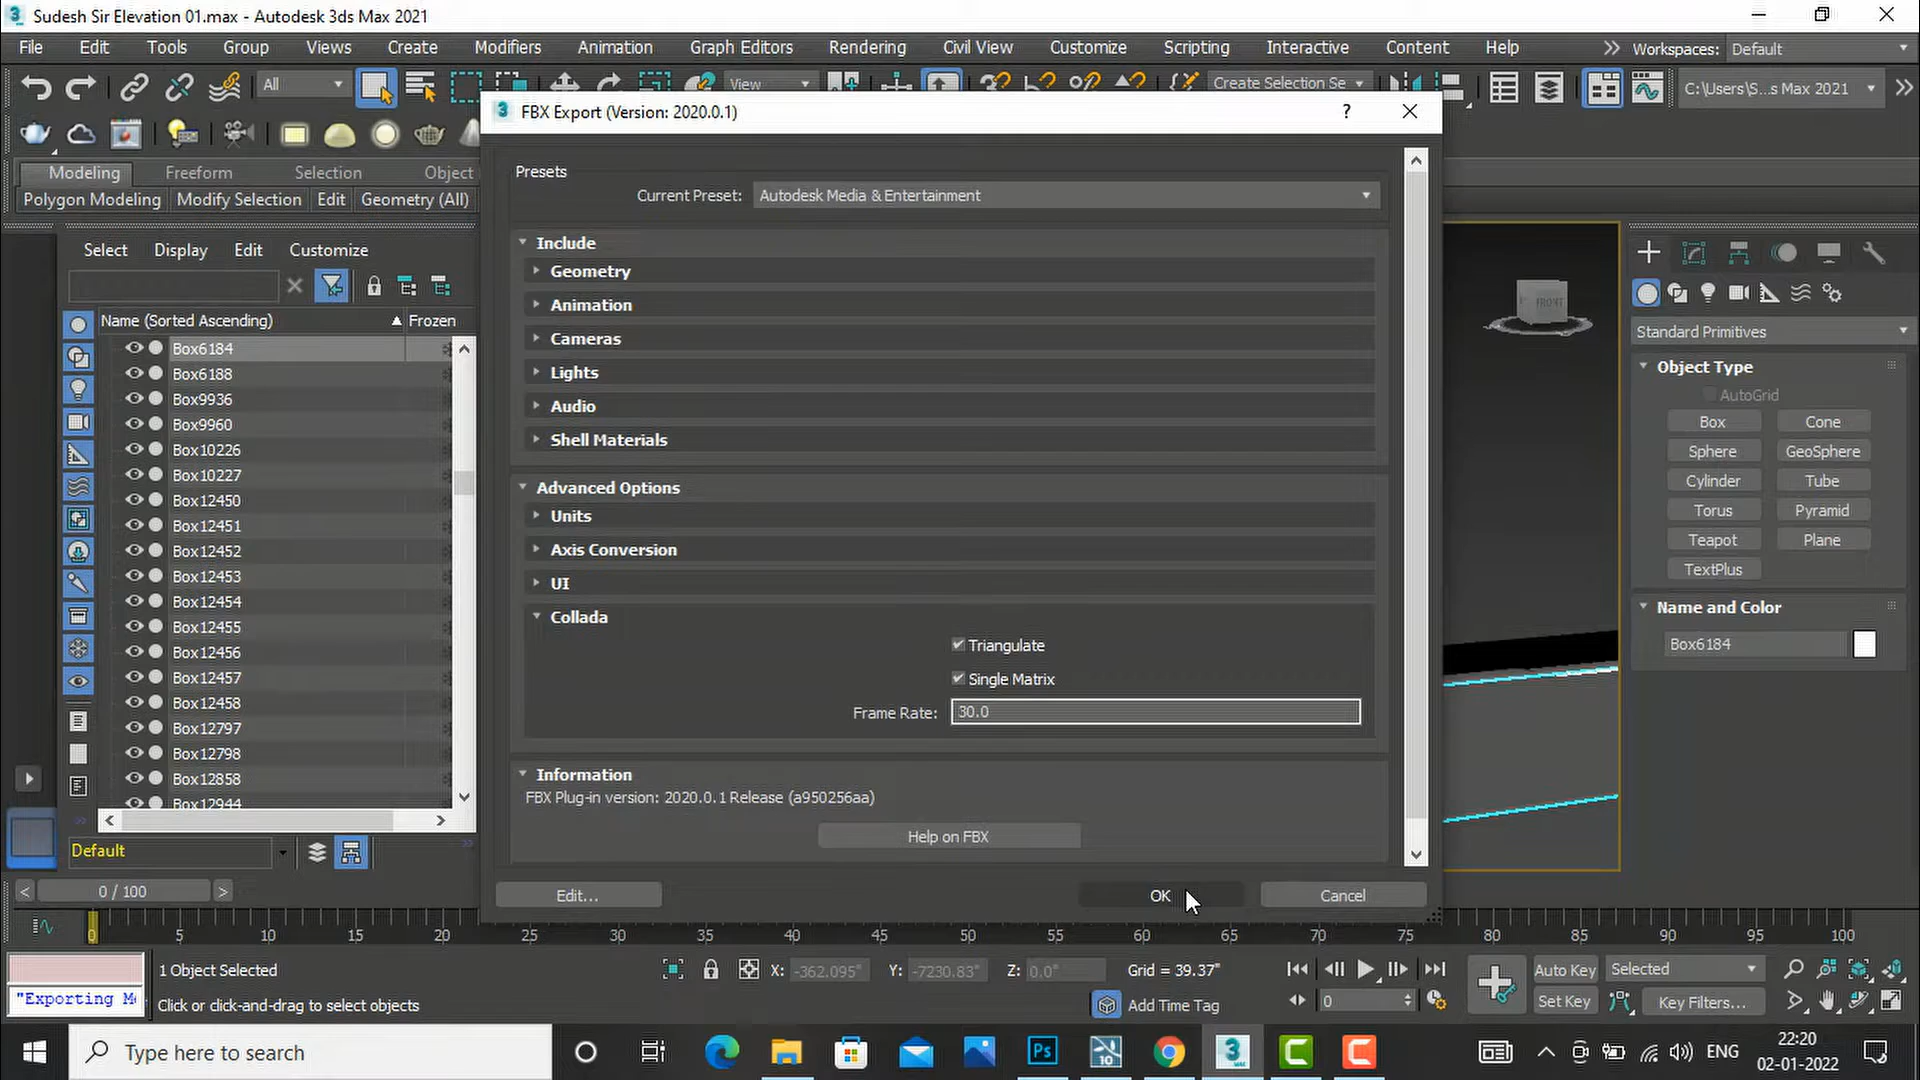 Sudesh Sir Elevation 01.max - Autodesk 3ds Max 2021
File Edit Tools Group Views Create Modifiers Animation Graph Editors Rendering Civil View Customize Scripting Interactive Content Help Workspaces: Default
All View Create Selection Se C:\Users\S...s Max 2021
FBX Export (Version: 2020.0.1) ?
Modeling Freeform Selection Object
Polygon Modeling Modify Selection Edit Geometry (All)
Select Display Edit Customize
Name (Sorted Ascending) Frozen
Box6184
Box6188
Box9936
Box9960
Box10226
Box10227
Box12450
Box12451
Box12452
Box12453
Box12454
Box12455
Box12456
Box12457
Box12458
Box12797
Box12798
Box12858
Box12944
Default
0 / 100
Presets
Current Preset: Autodesk Media & Entertainment
Include
Geometry
Animation
Cameras
Lights
Audio
Shell Materials
Advanced Options
Units
Axis Conversion
UI
Collada
Triangulate
Single Matrix
Frame Rate: 30.0
Information
FBX Plug-in version: 2020.0.1 Release (a950256aa)
Help on FBX
Edit... OK Cancel
FRONT
Standard Primitives
Object Type
AutoGrid
Box Cone
Sphere GeoSphere
Cylinder Tube
Torus Pyramid
Teapot Plane
TextPlus
Name and Color
Box6184
0 5 10 15 20 25 30 35 40 45 50 55 60 65 70 75 80 85 90 95 100
1 Object Selected X: -362.095" Y: -7230.83" Z: 0.0" Grid = 39.37" Auto Key Selected
"Exporting Me Click or click-and-drag to select objects Add Time Tag 0 Set Key Key Filters...
Type here to search Ps 10 3 ENG 22:20
02-01-2022